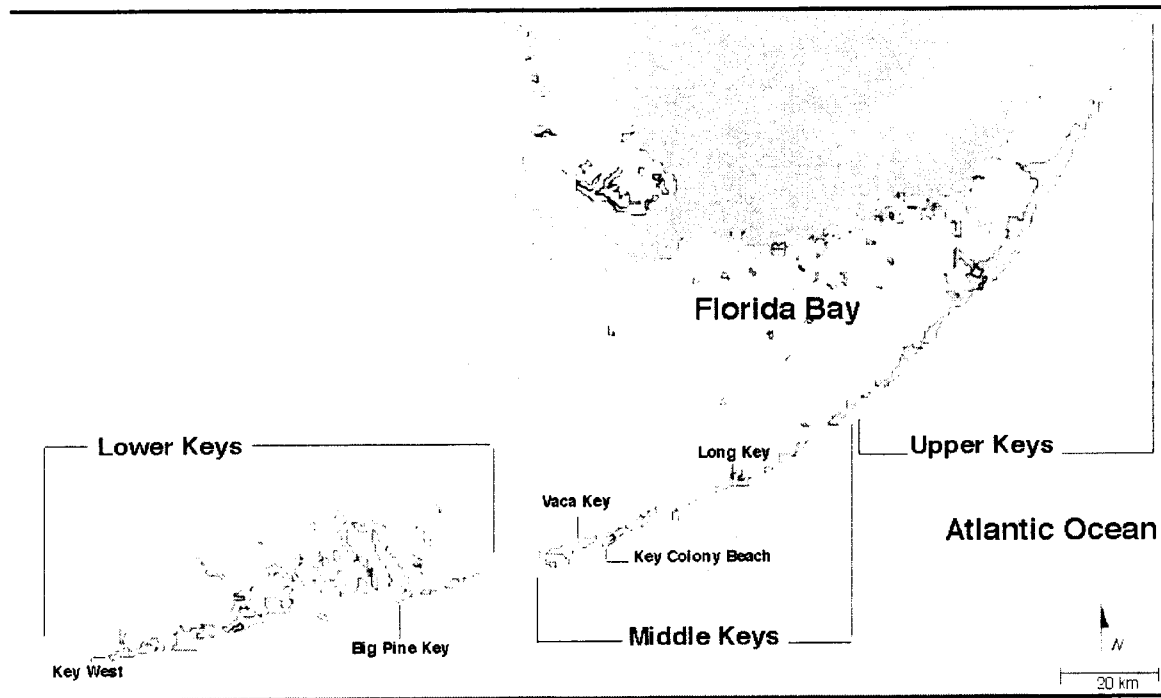 Florida Bay
Lower Keys
Long Key
Upper Keys
Vaca Key
Atlantic Ocean
Key Colony Beach
Middle Keys
Big Pine Key
N
Key West
20 km